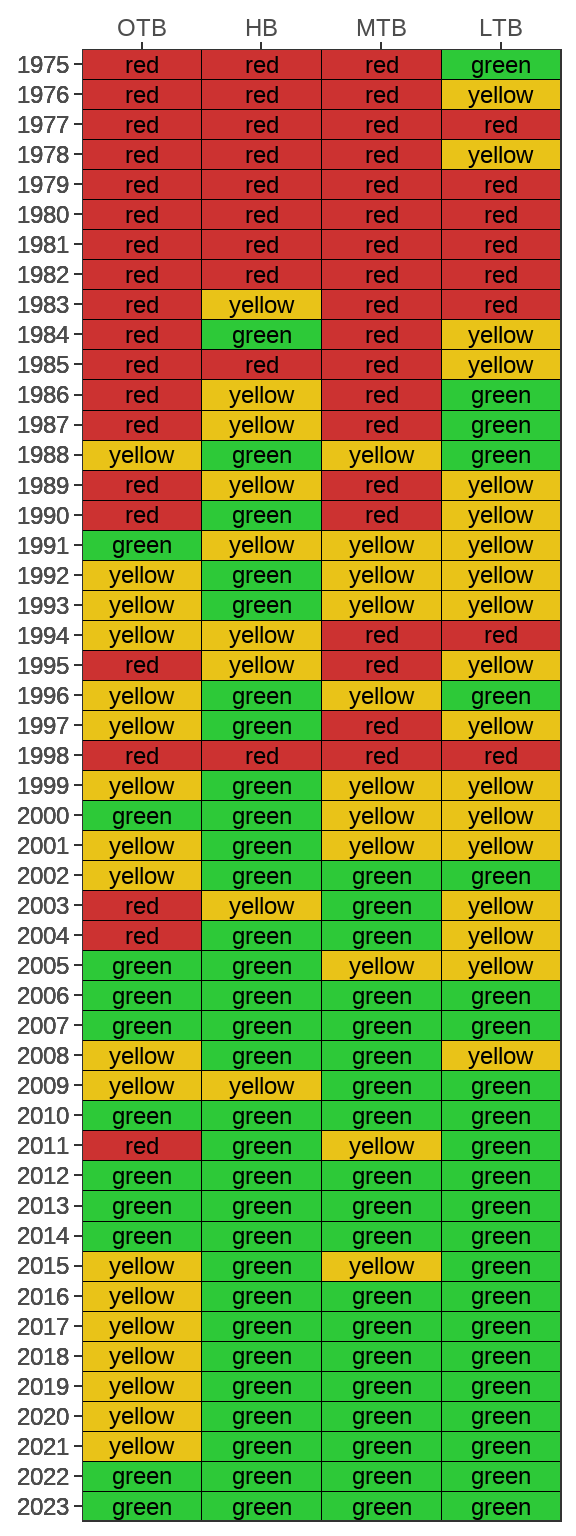 OTB HB MTB LTB
1975 red red red green
1976 red red red yellow
1977 red red red red
1978 red red red yellow
1979 red red red red
1980 red red red red
1981 red red red red
1982 red red red red
1983 red yellow red red
1984 red green red yellow
1985 red red red yellow
1986 red yellow red green
1987 red yellow red green
1988 yellow green yellow green
1989 red yellow red yellow
1990 red green red yellow
1991 green yellow yellow yellow
1992 yellow green yellow yellow
1993 yellow green yellow yellow
1994 yellow yellow red red
1995 red yellow red yellow
1996 yellow green yellow green
1997 yellow green red yellow
1998 red red red red
1999 yellow green yellow yellow
2000 green green yellow yellow
2001 yellow green yellow yellow
2002 yellow green green green
2003 red yellow green yellow
2004 red green green yellow
2005 green green yellow yellow
2006 green green green green
2007 green green green green
2008 yellow green green yellow
2009 yellow yellow green green
2010 green green green green
2011 red green yellow green
2012 green green green green
2013 green green green green
2014 green green green green
2015 yellow green yellow green
2016 yellow green green green
2017 yellow green green green
2018 yellow green green green
2019 yellow green green green
2020 yellow green green green
2021 yellow green green green
2022 green green green green
2023 green green green green